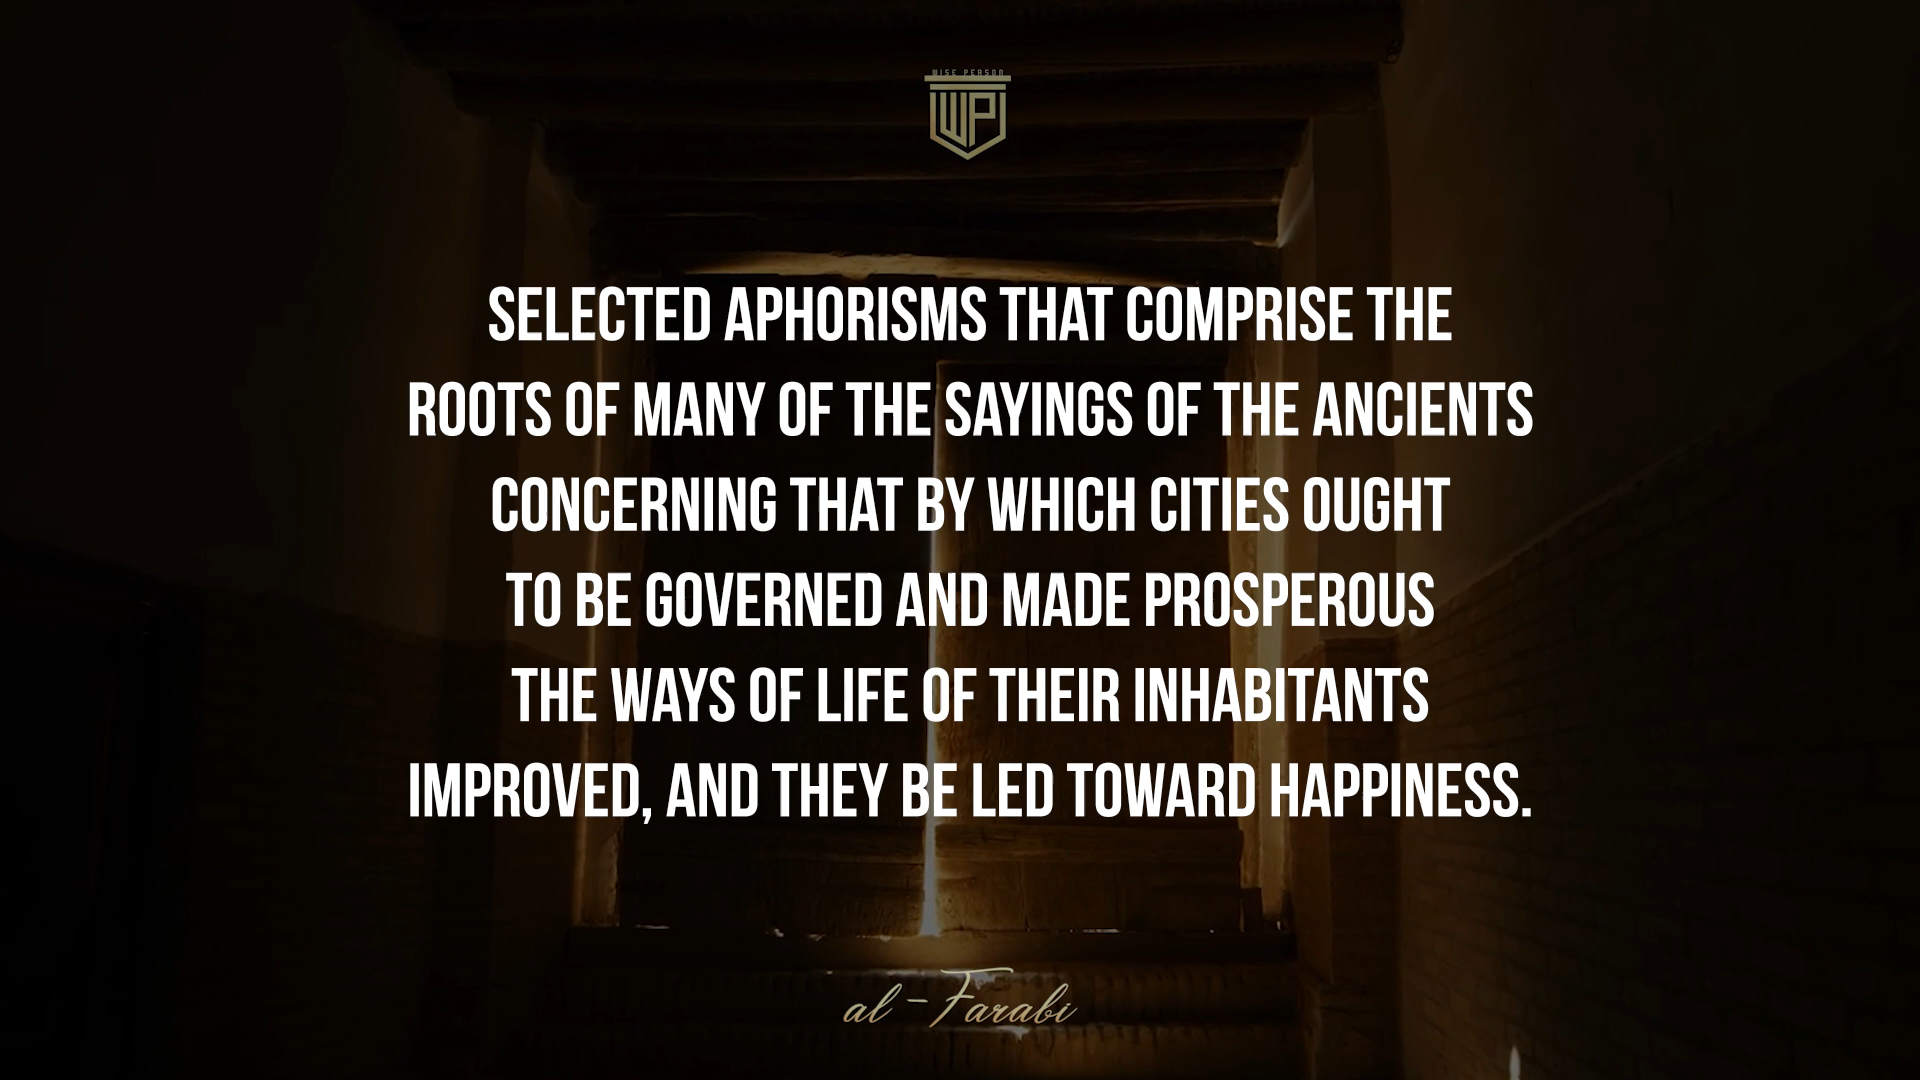 WISE PERSON
WP
SELECTED APHORISMS THAT COMPRISE THE
ROOTS OF MANY OF THE SAYINGS OF THE ANCIENTS
CONCERNING THAT BY WHICH CITIES OUGHT
TO BE GOVERNED AND MADE PROSPEROUS
THE WAYS OF LIFE OF THEIR INHABITANTS
IMPROVED, AND THEY BE LED TOWARD HAPPINESS.
al-Farabi